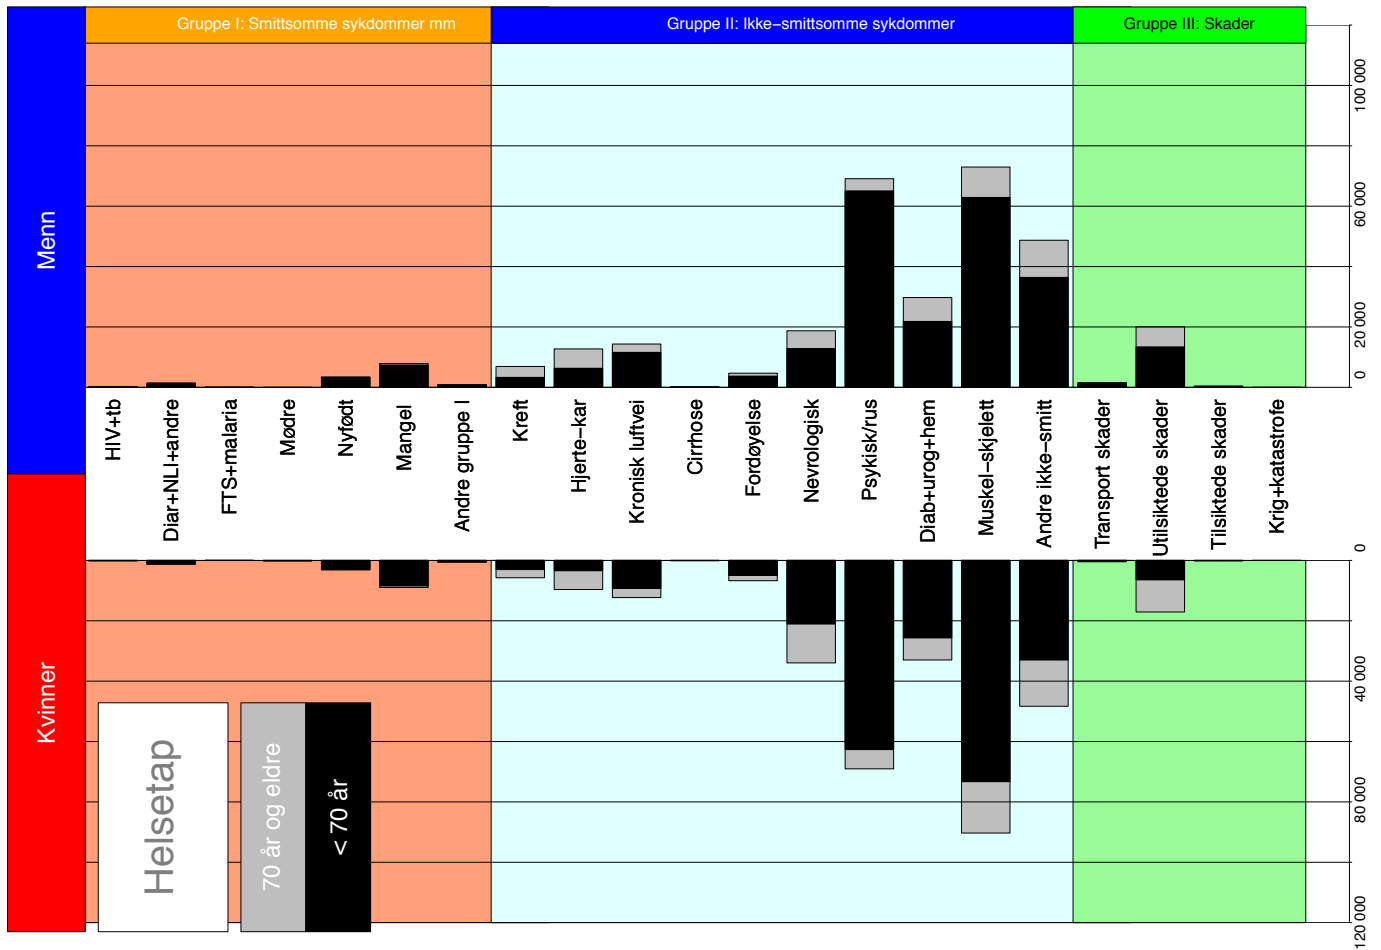 Gruppe I: Smittsomme sykdommer mm
Gruppe II: Ikke−smittsomme sykdommer
Gruppe III: Skader
Menn
Kvinner
100 000
60 000
20 000
0
HIV+tb
Diar+NLI+andre
FTS+malaria
Mødre
Nyfødt
Mangel
Andre gruppe I
Kreft
Hjerte−kar
Kronisk luftvei
Cirrhose
Fordøyelse
Nevrologisk
Psykisk/rus
Diab+urog+hem
Muskel−skjelett
Andre ikke−smitt
Transport skader
Utilsiktede skader
Tilsiktede skader
Krig+katastrofe
0
40 000
80 000
120 000
Helsetap
70 år og eldre
< 70 år